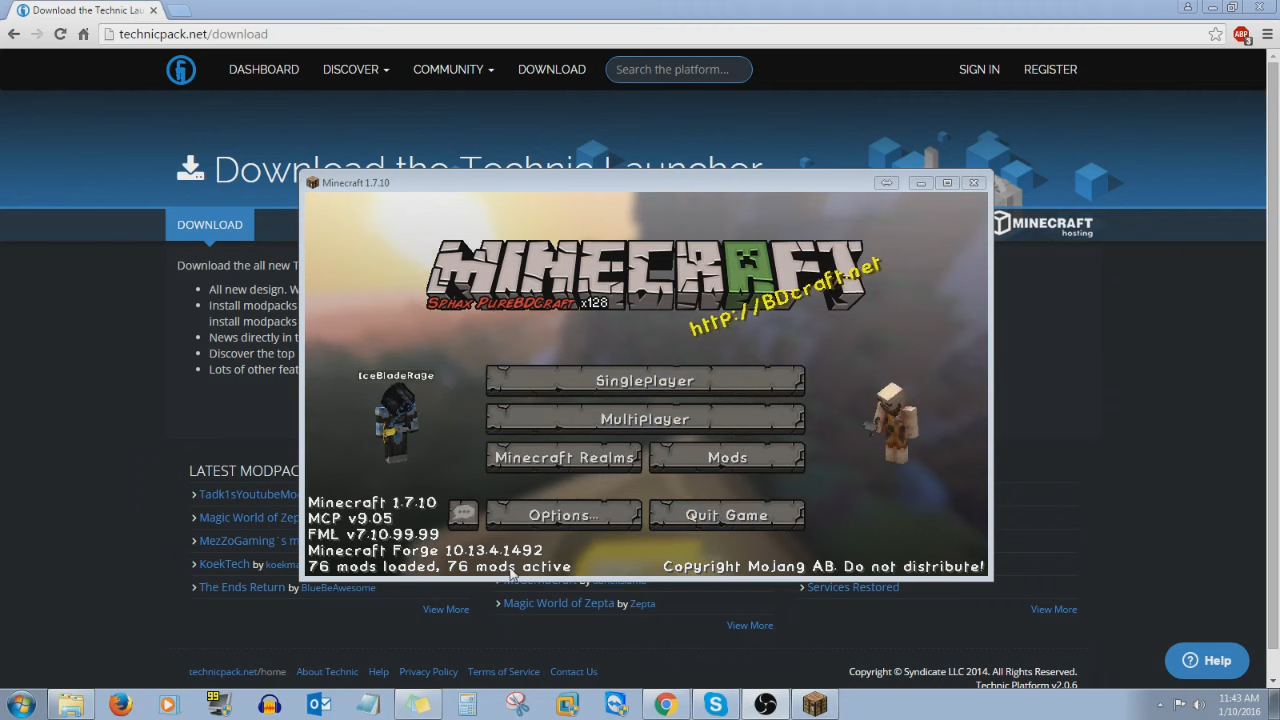 Download the Technic Lau
technicpack.net/download
ABP
3
DASHBOARD DISCOVER COMMUNITY DOWNLOAD Search the platform... SIGN IN REGISTER
Download the Technic Launcher
Minecraft 1.7.10
DOWNLOAD
MINECRAFT
hosting
Download the all new T
All new design. W
Install modpacks
install modpacks
News directly in t
Discover the top
Lots of other feat
MINECRAFT
Sphax PureBDCraft x128
http://BDcraft.net
IceBladeRage
Singleplayer
Multiplayer
Minecraft Realms Mods
Options... Quit Game
Minecraft 1.7.10
MCP v9.05
FML v7.10.99.99
Minecraft Forge 10.13.4.1492
76 mods loaded, 76 mods active
Copyright Mojang AB. Do not distribute!
LATEST MODPAC
Tadk1sYoutubeMo
Magic World of Zep
MezZoGaming`s m
KoekTech by koekm
The Ends Return by BlueBeAwesome
View More
Magic World of Zepta by Zepta
View More
Services Restored
View More
technicpack.net/home About Technic Help Privacy Policy Terms of Service Contact Us
Copyright © Syndicate LLC 2014. All Rights Reserved.
Technic Platform v2.0.6
Help
99
11:43 AM
1/10/2016